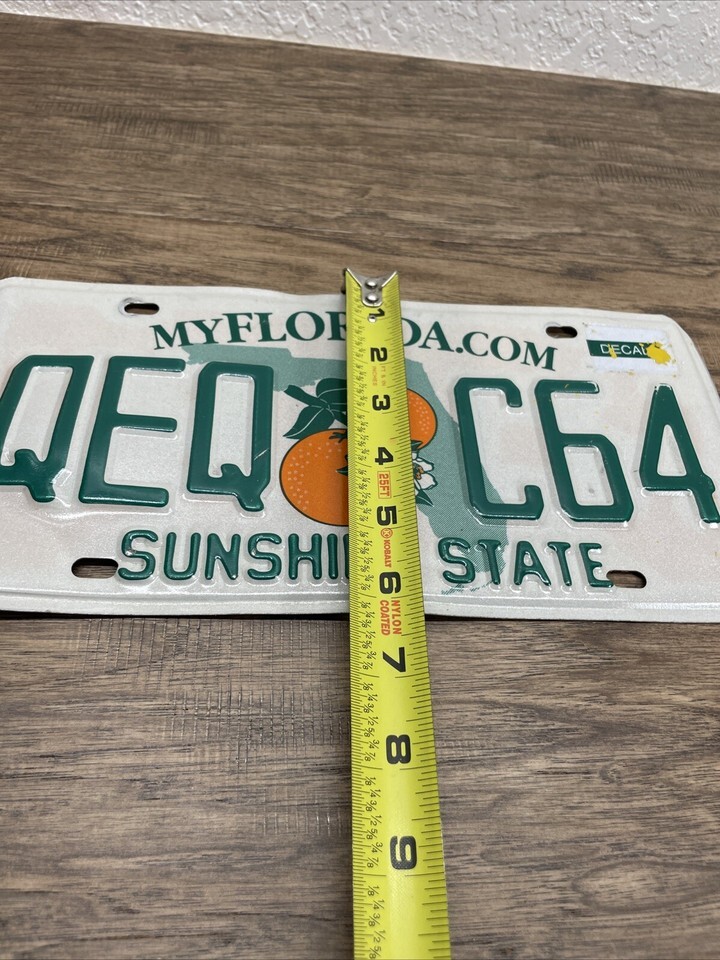 MYFLOR DA.COM
DECAL
QEQ C64
SUNSHI STATE
1
2
3
4
25FT
5
KOBALT
6
NYLON
COATED
7
8
9